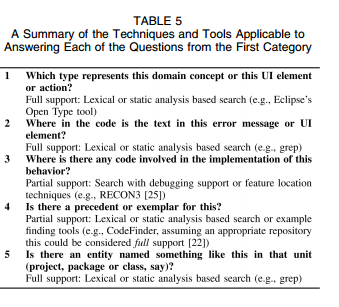 TABLE 5
A Summary of the Techniques and Tools Applicable to
Answering Each of the Questions from the First Category
1 Which type represents this domain concept or this UI element
or action?
Full support: Lexical or static analysis based search (e.g., Eclipse's
Open Type tool)
2 Where in the code is the text in this error message or UI
element?
Full support: Lexical or static analysis based search (e.g., grep)
3 Where is there any code involved in the implementation of this
behavior?
Partial support: Search with debugging support or feature location
techniques (e.g., RECON3 [25])
4 Is there a precedent or exemplar for this?
Partial support: Lexical or static analysis based search or example
finding tools (e.g., CodeFinder, assuming an appropriate repository
this could be considered full support [22])
5 Is there an entity named something like this in that unit
(project, package or class, say)?
Full support: Lexical or static analysis based search (e.g., grep)